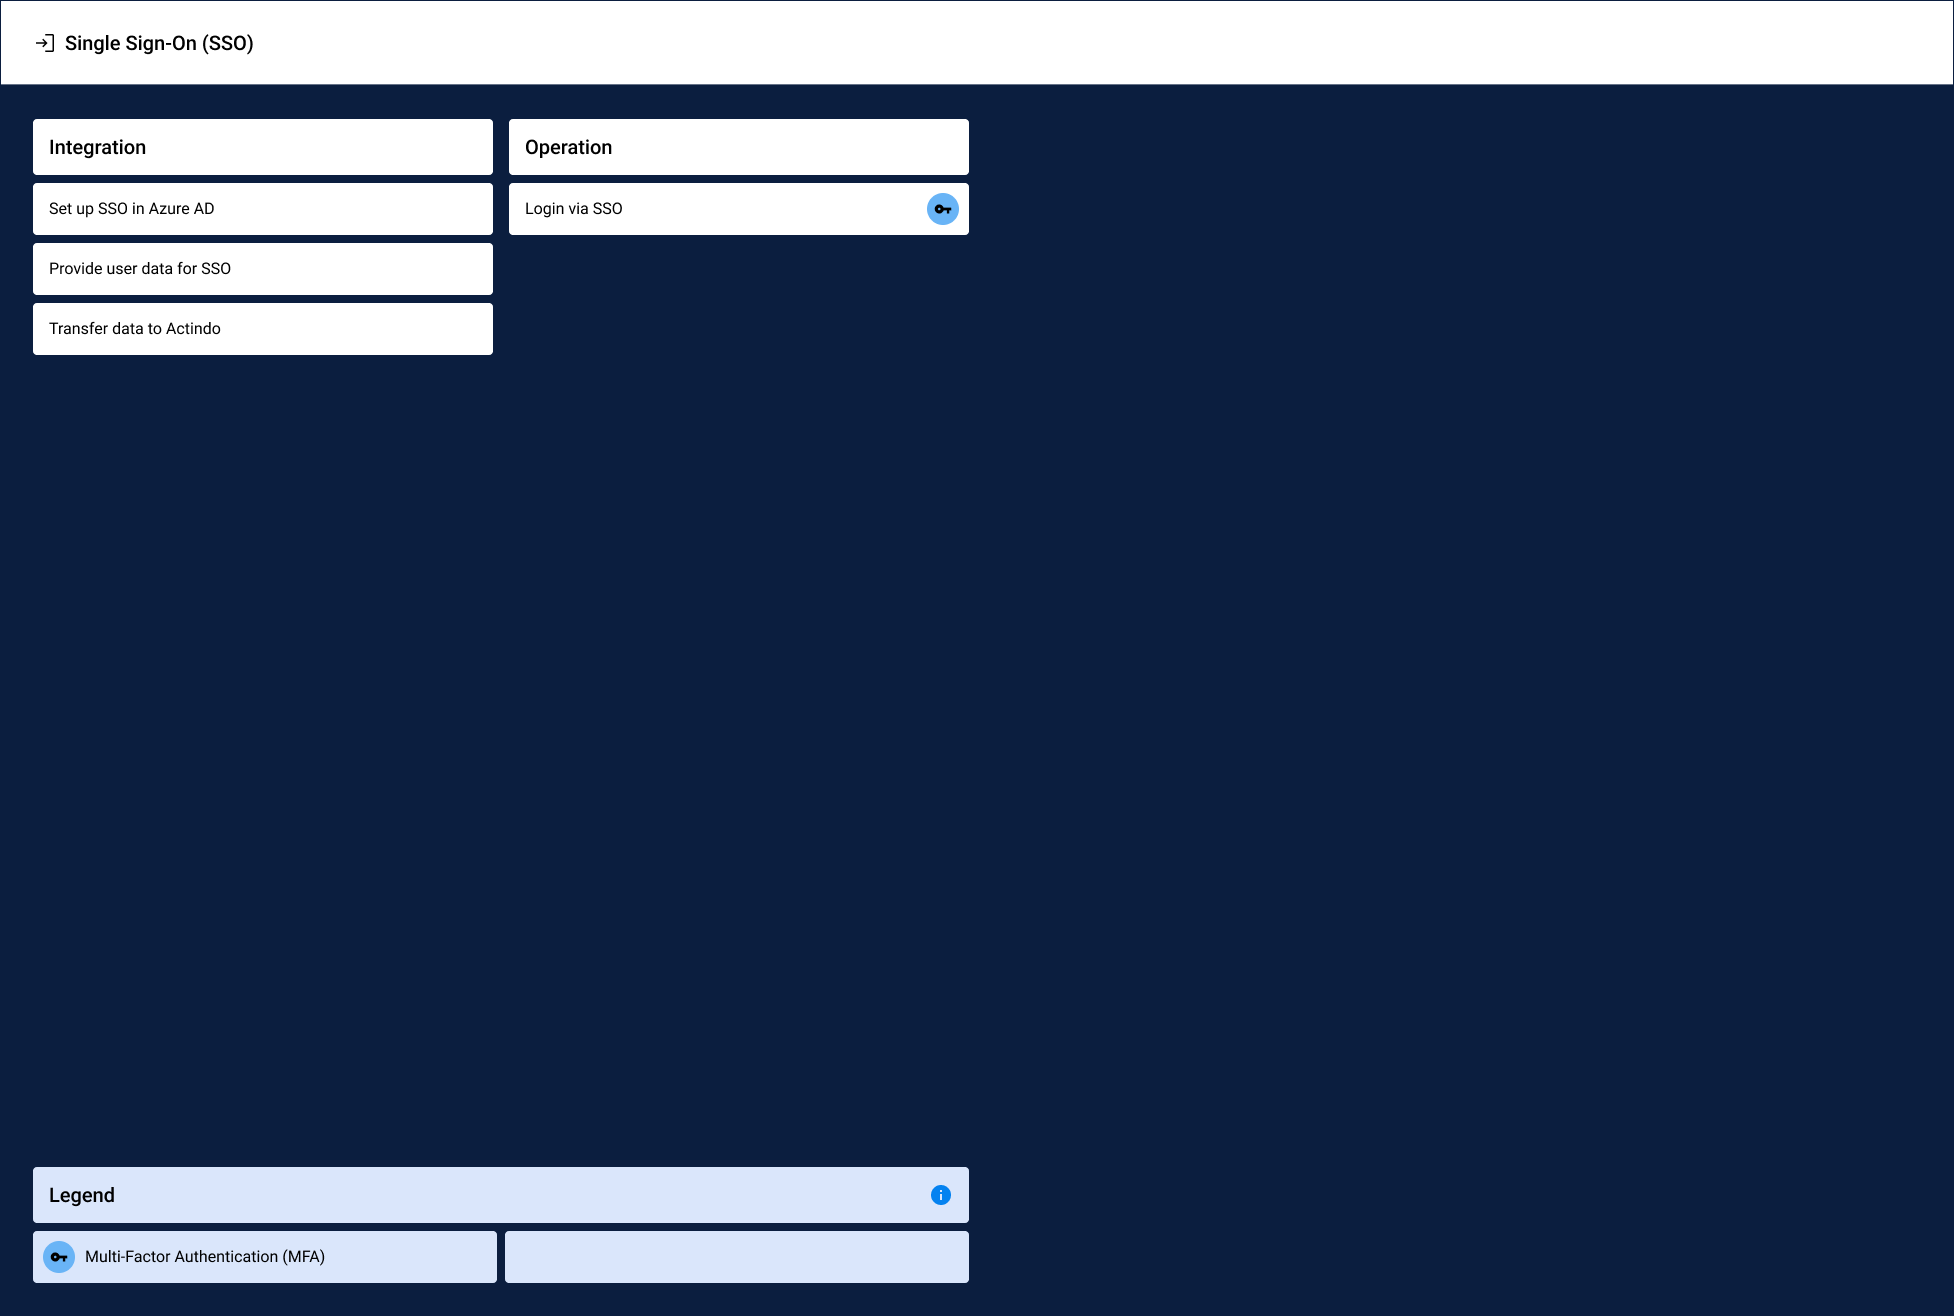 Single Sign-On (SSO)
Integration
Set up SSO in Azure AD
Provide user data for SSO
Transfer data to Actindo
Operation
Login via SSO
Legend
Multi-Factor Authentication (MFA)